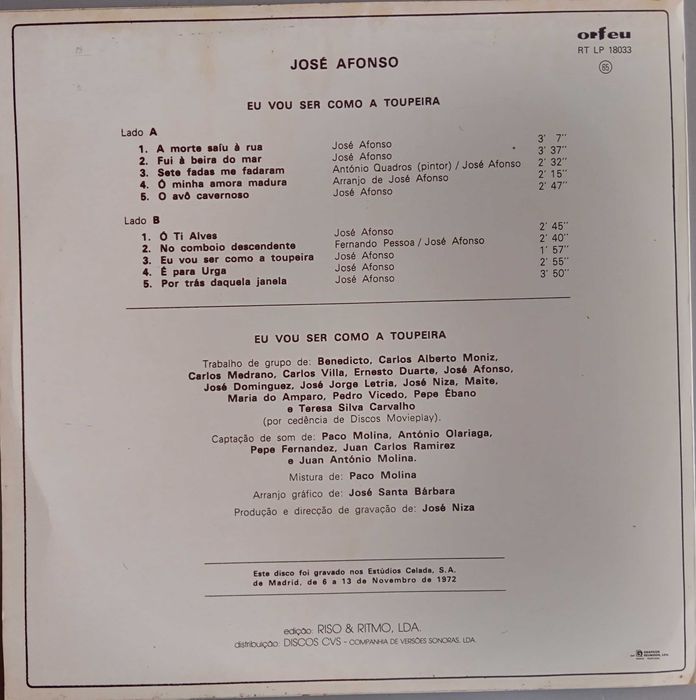 orfeu
RT LP 18033
65
JOSÉ AFONSO
EU VOU SER COMO A TOUPEIRA
Lado A
1. A morte saíu à rua José Afonso 3' 7''
2. Fui à beira do mar José Afonso 3' 37''
3. Sete fadas me fadaram António Quadros (pintor) / José Afonso 2' 32''
4. Ó minha amora madura Arranjo de José Afonso 2' 15''
5. O avô cavernoso José Afonso 2' 47''
Lado B
1. Ó Ti Alves José Afonso 2' 45''
2. No comboio descendente Fernando Pessoa / José Afonso 2' 40''
3. Eu vou ser como a toupeira José Afonso 1' 57''
4. É para Urga José Afonso 2' 55''
5. Por trás daquela janela José Afonso 3' 50''
EU VOU SER COMO A TOUPEIRA
Trabalho de grupo de: Benedicto, Carlos Alberto Moniz,
Carlos Medrano, Carlos Villa, Ernesto Duarte, José Afonso,
José Dominguez, José Jorge Letria, José Niza, Maite,
Maria do Amparo, Pedro Vicedo, Pepe Ébano
e Teresa Silva Carvalho
(por cedência de Discos Movieplay).
Captação de som de: Paco Molina, António Olariaga,
Pepe Fernandez, Juan Carlos Ramirez
e Juan António Molina.
Mistura de: Paco Molina
Arranjo gráfico de: José Santa Bárbara
Produção e direcção de gravação de: José Niza
Este disco foi gravado nos Estúdios Celada, S.A.
de Madrid, de 6 a 13 de Novembro de 1972
edição: RISO & RITMO, LDA.
distribuição: DISCOS CVS – COMPANHIA DE VERSÕES SONORAS, LDA.